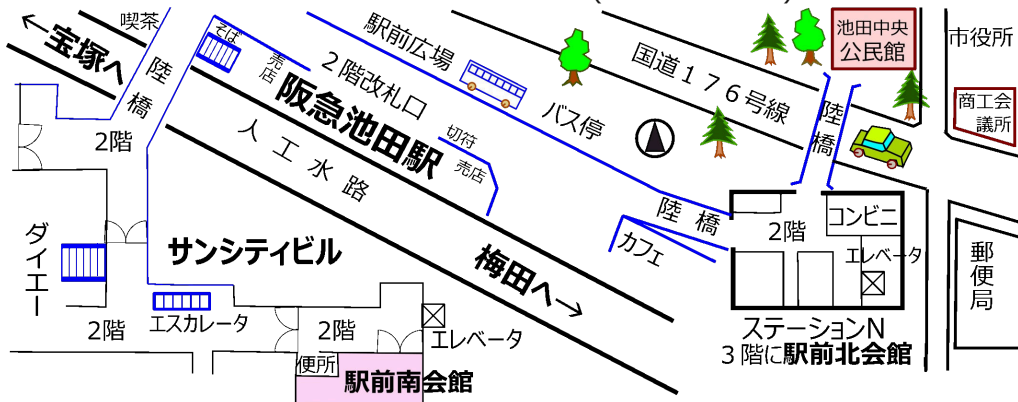 喫茶
←宝塚へ
陸橋
2階
そば
売店
2階改札口
阪急池田駅
切符
売店
人工水路
梅田へ→
駅前広場
バス停
国道176号線
陸橋
池田中央
公民館
市役所
商工会
議所
陸橋
カフェ
2階
コンビニ
エレベータ
郵便局
ステーションN
3階に駅前北会館
ダイエー
サンシティビル
エスカレータ
2階
2階
エレベータ
便所
駅前南会館